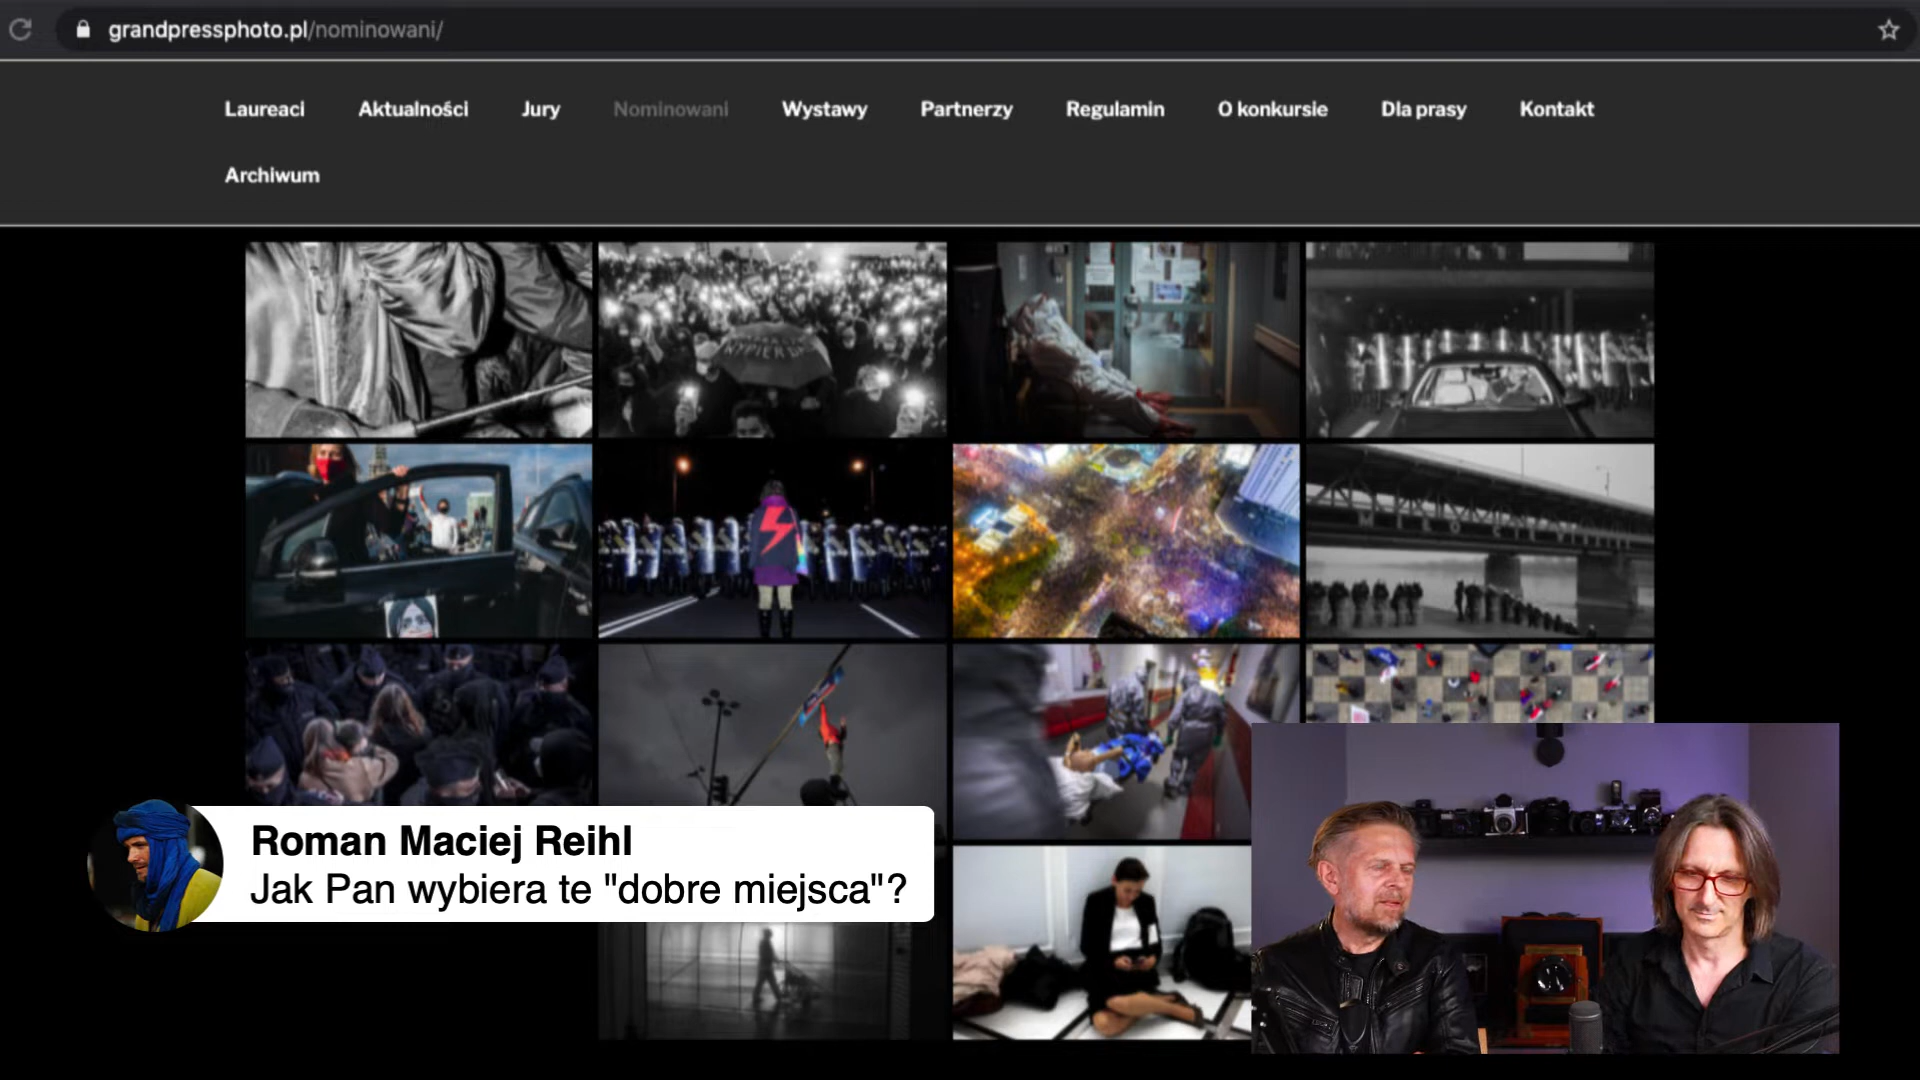 grandpressphoto.pl/nominowani/
Laureaci Aktualności Jury Nominowani Wystawy Partnerzy Regulamin O konkursie Dla prasy Kontakt
Archiwum
Roman Maciej Reihl
Jak Pan wybiera te "dobre miejsca"?